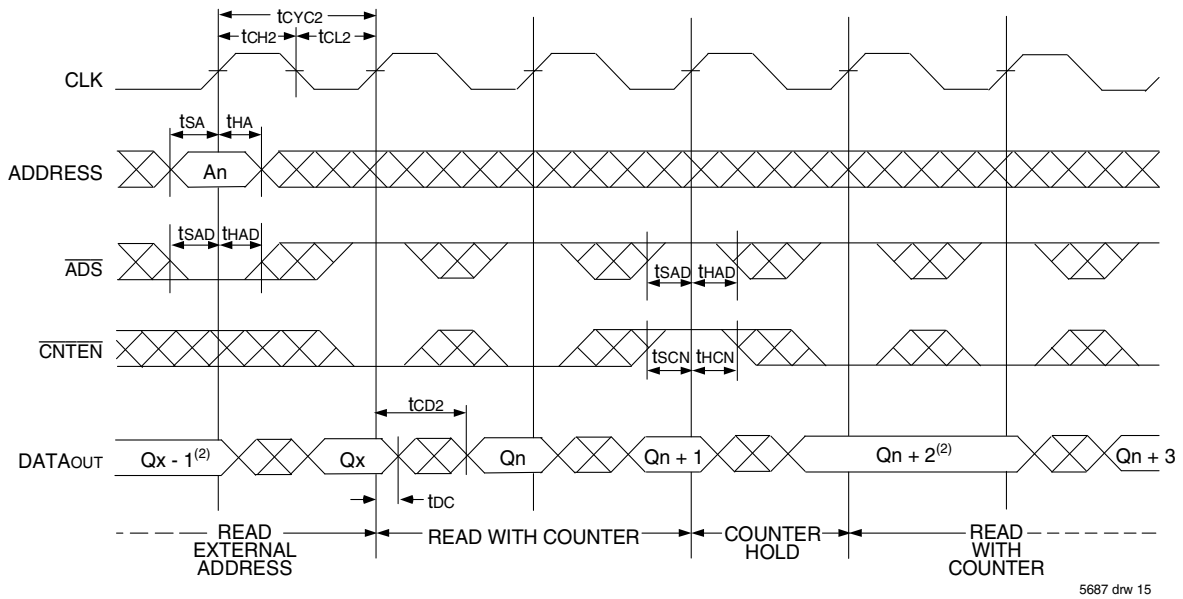 tCYC2
tCH2 tCL2
CLK
tSA tHA
ADDRESS An
tSAD tHAD
ADS
tSAD tHAD
CNTEN
tSCN tHCN
tCD2
DATAOUT Qx - 1(2) Qx Qn Qn + 1 Qn + 2(2) Qn + 3
tDC
READ EXTERNAL ADDRESS
READ WITH COUNTER
COUNTER HOLD
READ WITH COUNTER
5687 drw 15